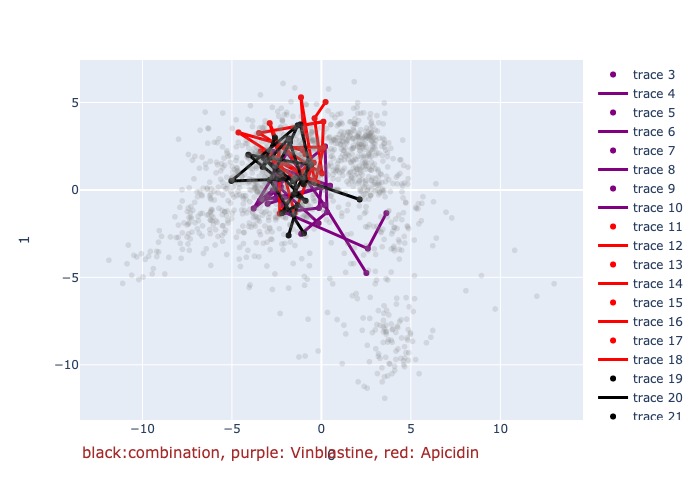 trace 3
trace 4
trace 5
trace 6
trace 7
trace 8
trace 9
trace 10
trace 11
trace 12
trace 13
trace 14
trace 15
trace 16
trace 17
trace 18
trace 19
trace 20
trace 21
5
0
−5
−10
1
−10
−5
0
5
10
0
black:combination, purple: Vinblastine, red: Apicidin